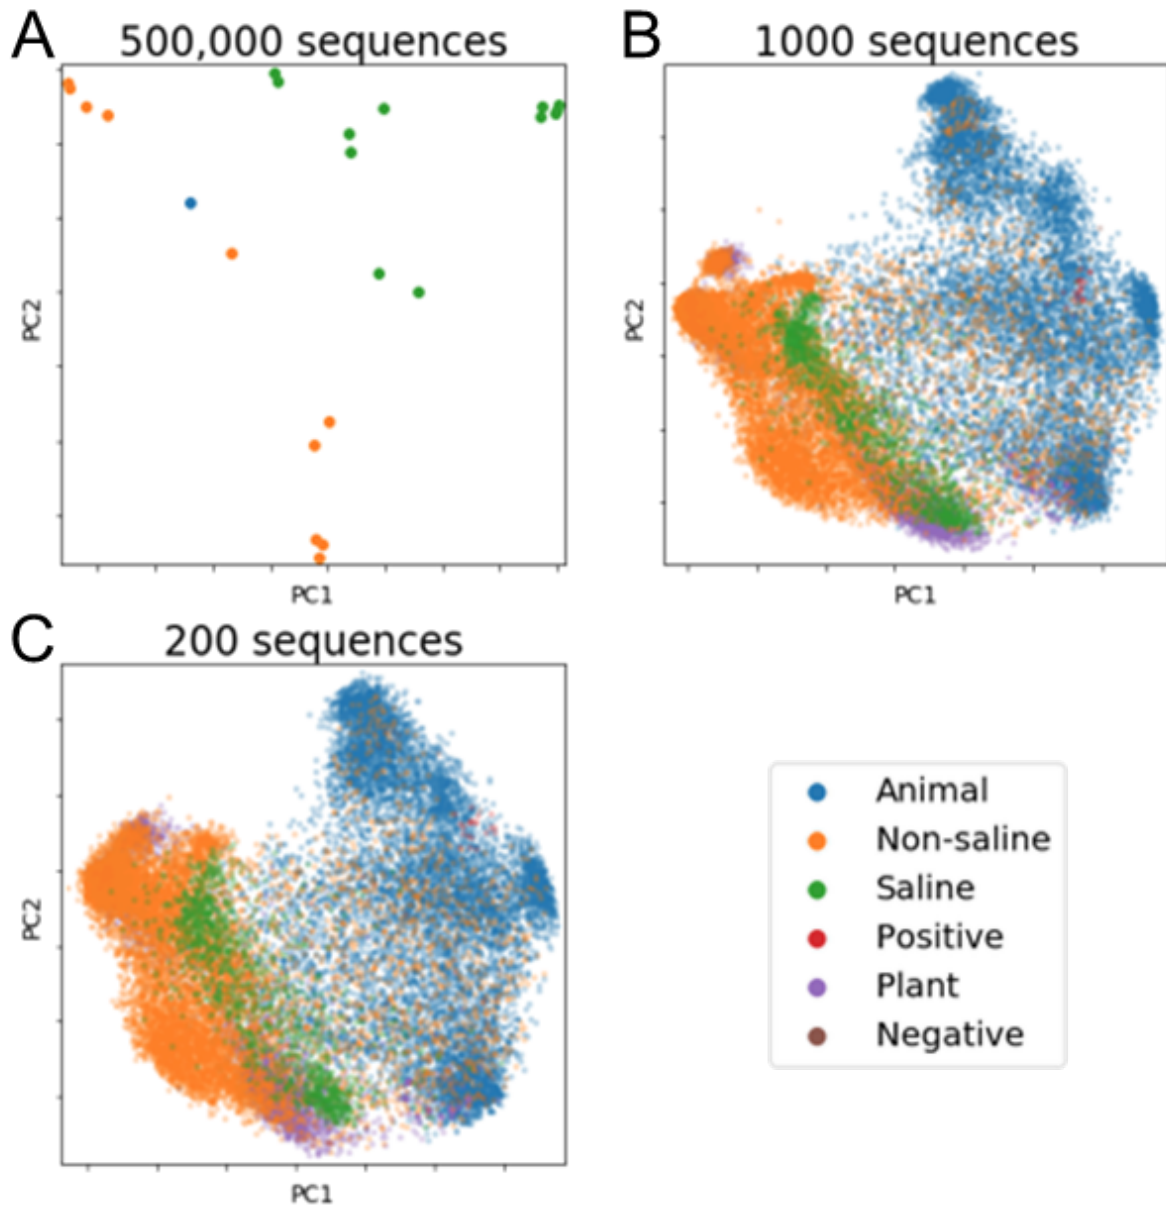 A
500,000 sequences
PC2
PC1
B
1000 sequences
PC2
PC1
C
200 sequences
PC2
PC1
Animal
Non-saline
Saline
Positive
Plant
Negative